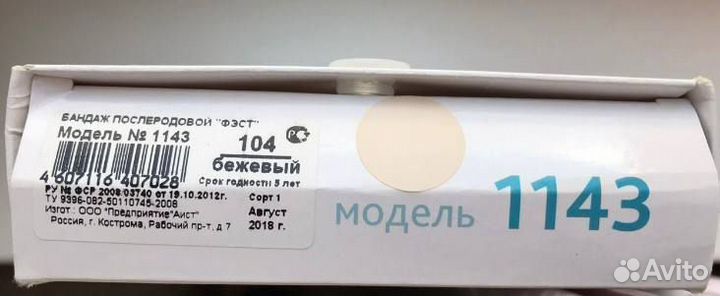 БАНДАЖ ПОСЛЕРОДОВОЙ "ФЭСТ"
Модель № 1143
104
бежевый
4 607116 407028
Срок годности 5 лет
РУ № ФСР 2008/03740 от 19.10.2012г.
Сорт 1
ТУ 9396-082-50110745-2008
Изгот.: ООО "Предприятие"Аист"
Август
Россия, г. Кострома, Рабочий пр-т, д 7
2018 г.
модель 1143
Avito